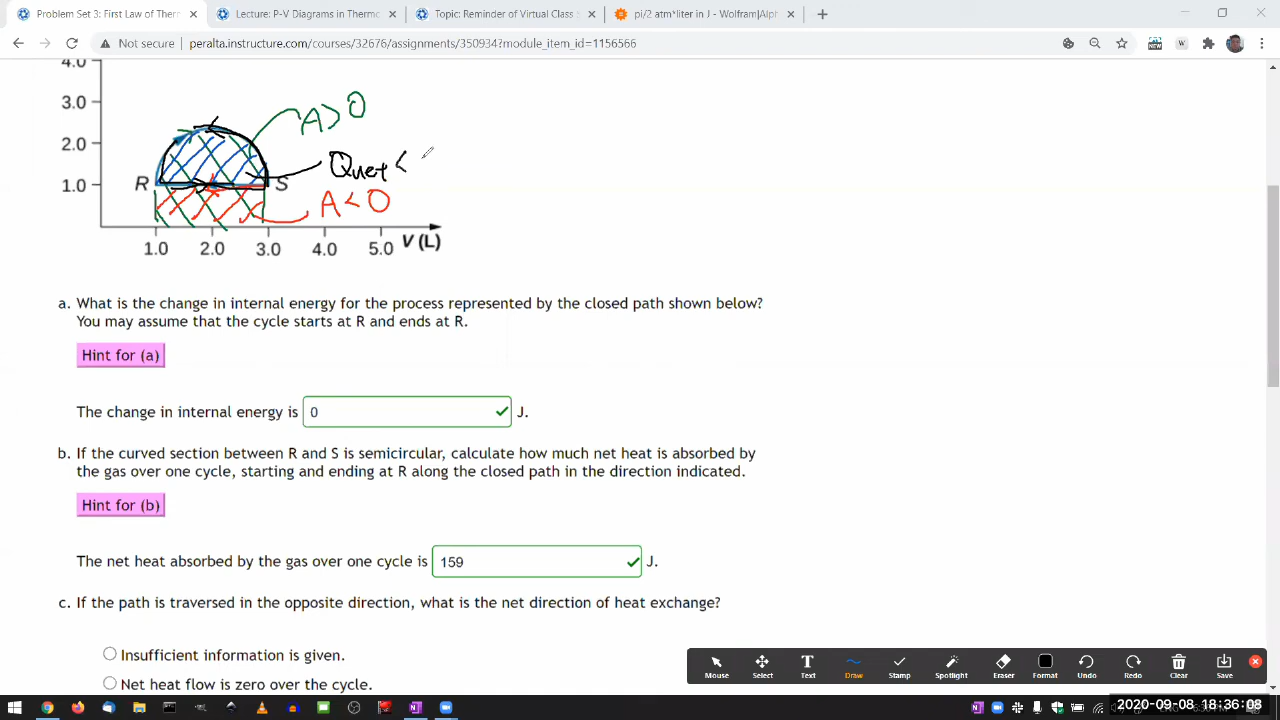 Problem Set 3: First Law of Therm
Lecture: P-V Diagrams in Thermo
Topic: Reminder of Virtual Class
pi/2 atm*liter in J - Wolfram|Alph
Not secure
peralta.instructure.com/courses/32676/assignments/350934?module_item_id=1156566
NEW
W
4.0
3.0
2.0
1.0
R
S
A>0
Qnet <
A<0
1.0 2.0 3.0 4.0 5.0 V (L)
a. What is the change in internal energy for the process represented by the closed path shown below?
You may assume that the cycle starts at R and ends at R.
Hint for (a)
The change in internal energy is 0 J.
b. If the curved section between R and S is semicircular, calculate how much net heat is absorbed by
the gas over one cycle, starting and ending at R along the closed path in the direction indicated.
Hint for (b)
The net heat absorbed by the gas over one cycle is 159 J.
c. If the path is traversed in the opposite direction, what is the net direction of heat exchange?
Insufficient information is given.
Net heat flow is zero over the cycle.
Mouse Select Text Draw Stamp Spotlight Eraser Format Undo Redo Clear Save
2020-09-08 18:36:08